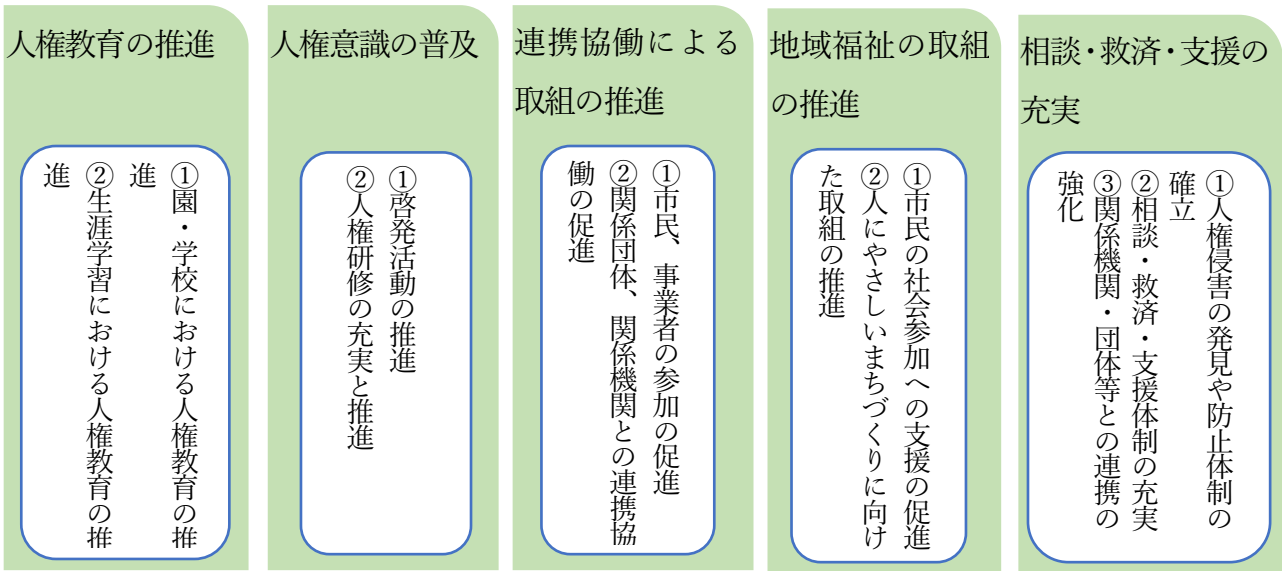 人権教育の推進
①園・学校における人権教育の推
進
②生涯学習における人権教育の推
進
人権意識の普及
①啓発活動の推進
②人権研修の充実と推進
連携協働による
取組の推進
①市民、事業者の参加の促進
②関係団体、関係機関との連携協
働の促進
地域福祉の取組
の推進
①市民の社会参加への支援の促進
②人にやさしいまちづくりに向け
た取組の推進
相談・救済・支援の
充実
①人権侵害の発見や防止体制の
確立
②相談・救済・支援体制の充実
③関係機関・団体等との連携の
強化